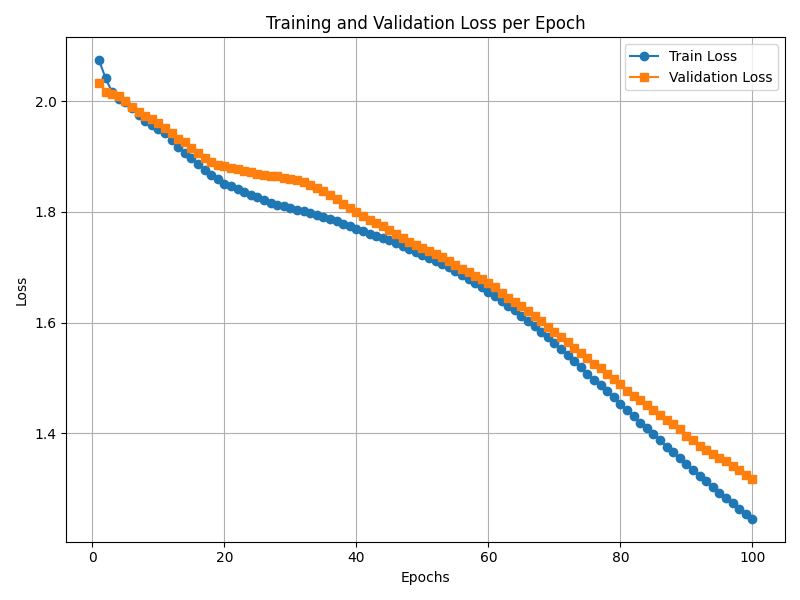 Training and Validation Loss per Epoch
Train Loss
Validation Loss
2.0
1.8
1.6
1.4
Loss
0 20 40 60 80 100
Epochs